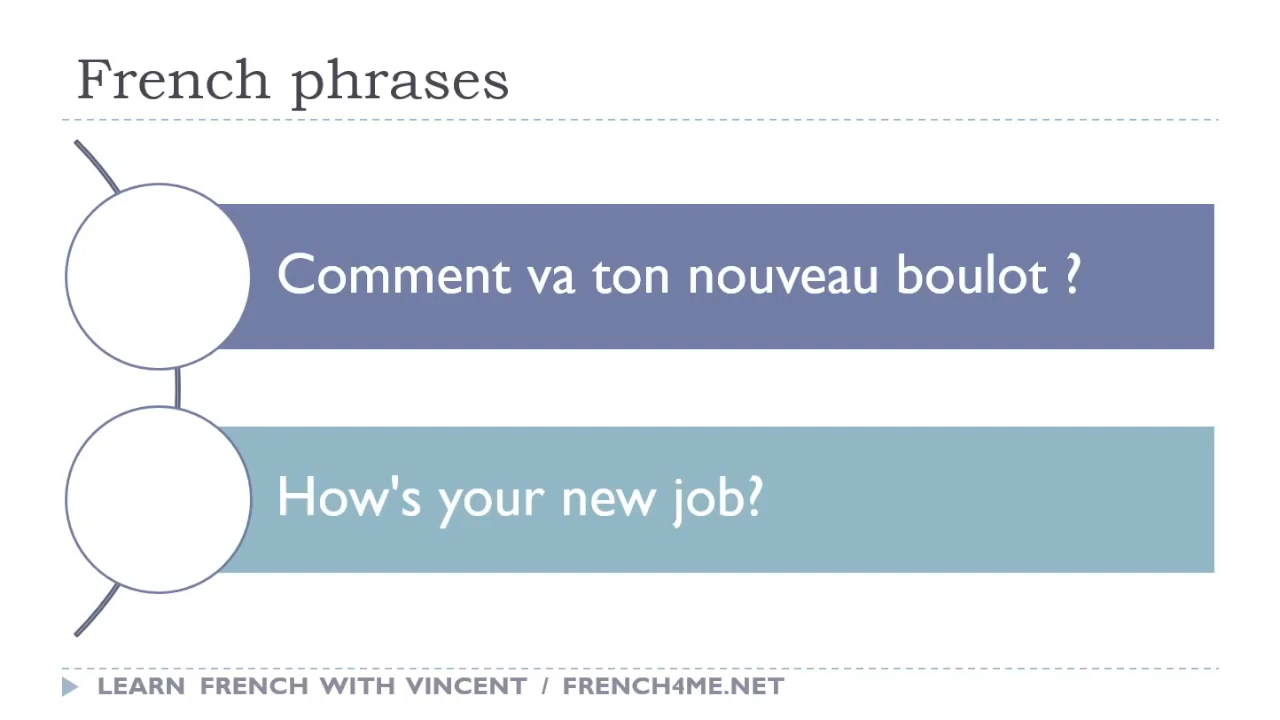 French phrases
Comment va ton nouveau boulot ?
How's your new job?
LEARN FRENCH WITH VINCENT / FRENCH4ME.NET